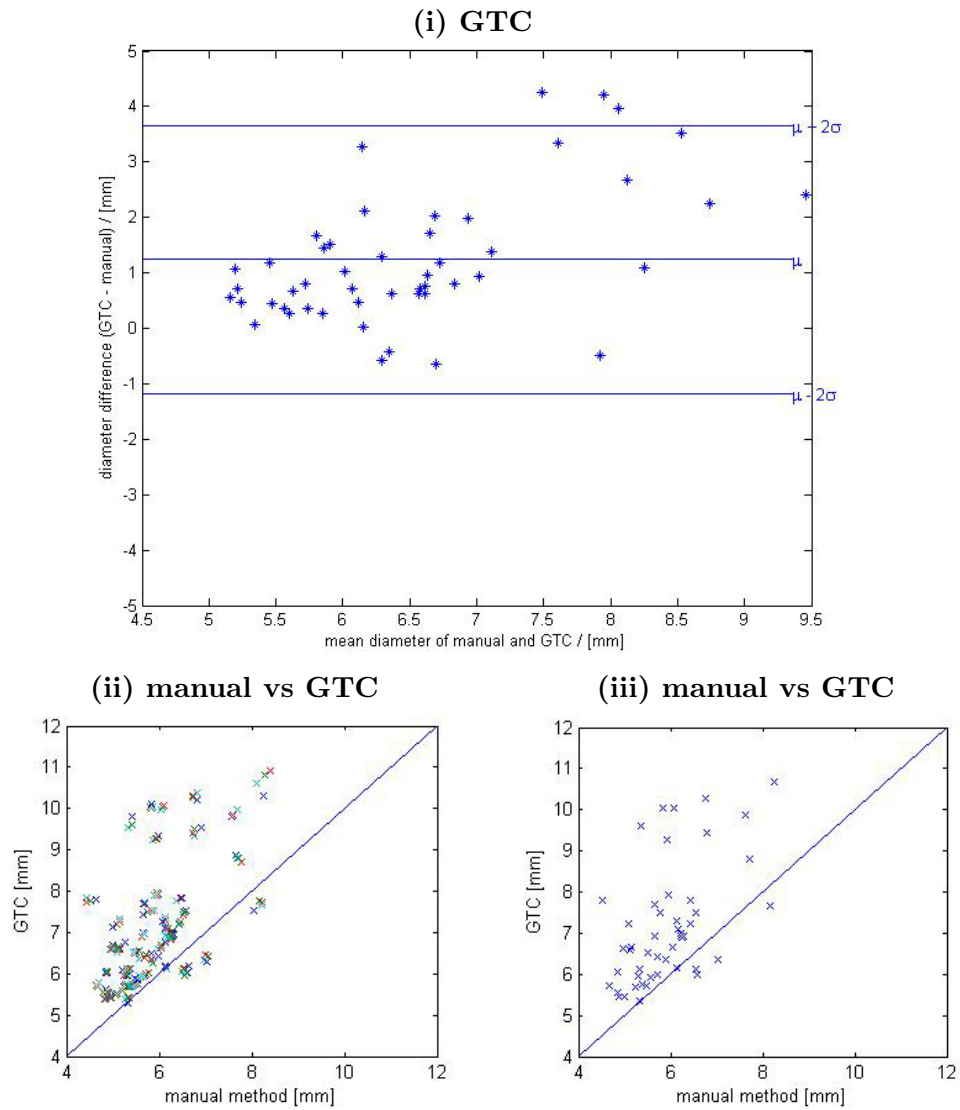 (i) GTC
5
4
3
2
1
0
-1
-2
-3
-4
-5
diameter difference (GTC - manual) / [mm]
μ + 2σ
μ
μ - 2σ
4.5 5 5.5 6 6.5 7 7.5 8 8.5 9 9.5
mean diameter of manual and GTC / [mm]
(ii) manual vs GTC
12
11
10
9
8
7
6
5
4
GTC [mm]
4 6 8 10 12
manual method [mm]
(iii) manual vs GTC
12
11
10
9
8
7
6
5
4
GTC [mm]
4 6 8 10 12
manual method [mm]